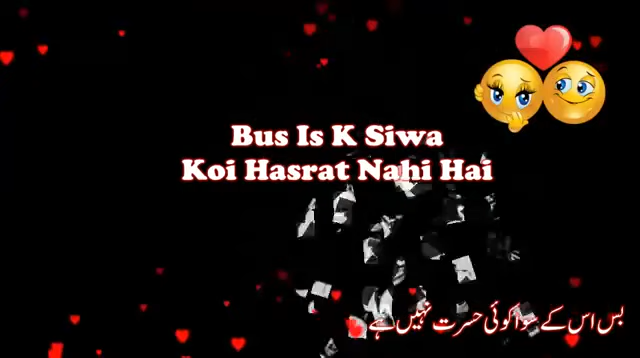 Bus Is K Siwa
Koi Hasrat Nahi Hai
بس اس کے سوا کوئی حسرت نہیں ہے